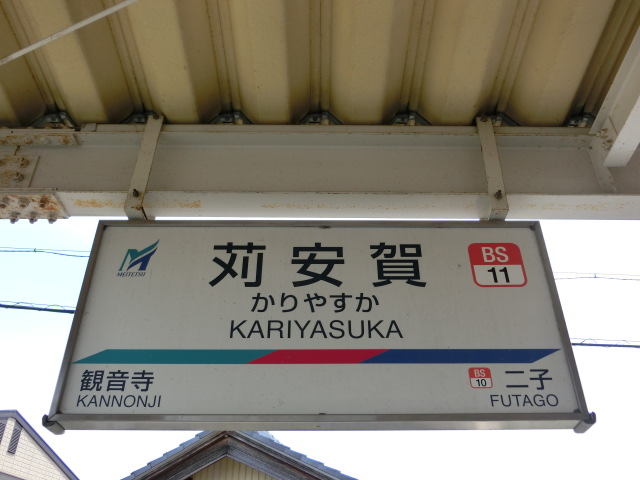 MEITETSU
苅安賀
BS
11
かりやすか
KARIYASUKA
観音寺
KANNONJI
BS
10
二子
FUTAGO